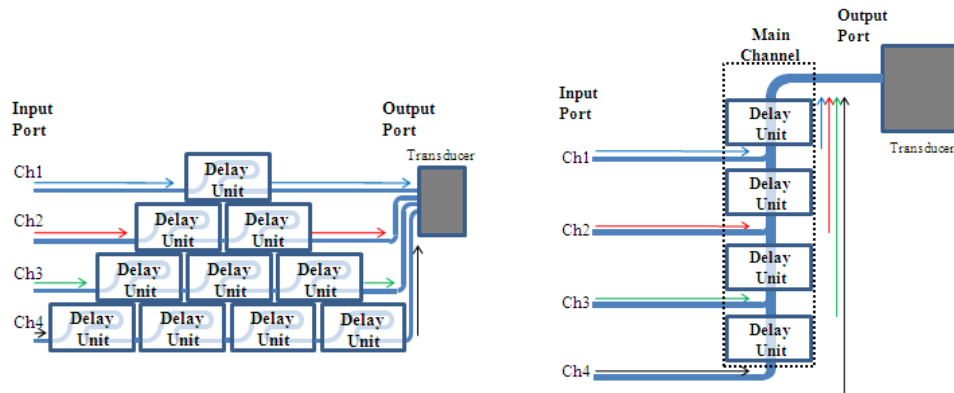 Input
Port
Output
Port
Transducer
Ch1
Delay
Unit
Ch2
Delay
Unit
Delay
Unit
Ch3
Delay
Unit
Delay
Unit
Delay
Unit
Ch4
Delay
Unit
Delay
Unit
Delay
Unit
Delay
Unit
Main
Channel
Output
Port
Input
Port
Transducer
Delay
Unit
Ch1
Delay
Unit
Ch2
Delay
Unit
Ch3
Delay
Unit
Ch4